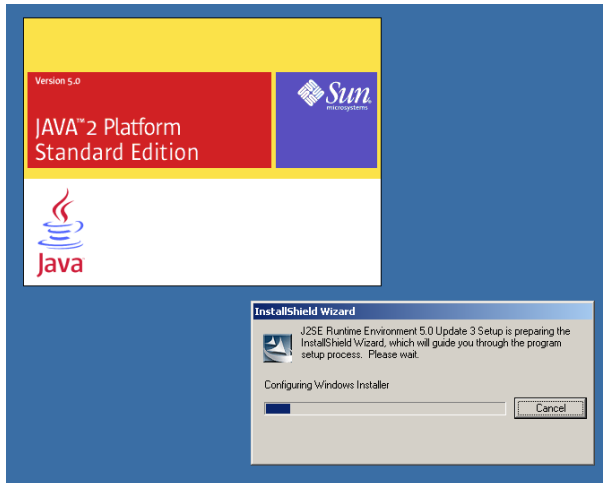 Version 5.0
Sun
microsystems
JAVA™2 Platform
Standard Edition
Java
InstallShield Wizard
J2SE Runtime Environment 5.0 Update 3 Setup is preparing the
InstallShield Wizard, which will guide you through the program
setup process.  Please wait.
Configuring Windows Installer
Cancel